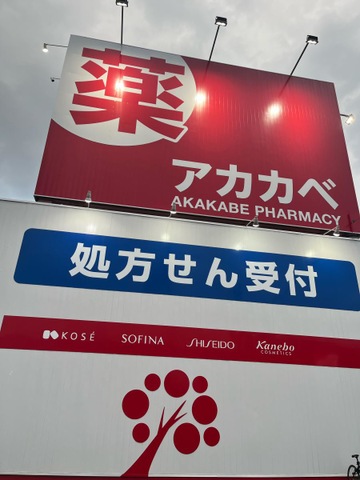 薬
アカカベ
AKAKABE PHARMACY
処方せん受付
KOSÉ SOFINA SHISEIDO Kanebo
COSMETICS